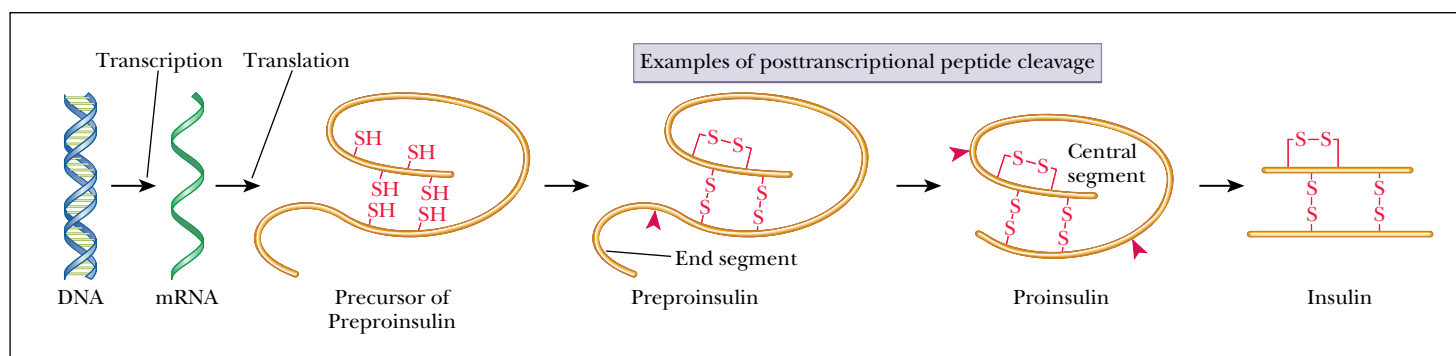 Examples of posttranscriptional peptide cleavage
Transcription
Translation
SH
SH
SH
SH
SH
SH
S–S
S
S
S
S
S–S
S
S
S
S
Central
segment
S–S
S
S
S
S
End segment
DNA
mRNA
Precursor of
Preproinsulin
Preproinsulin
Proinsulin
Insulin